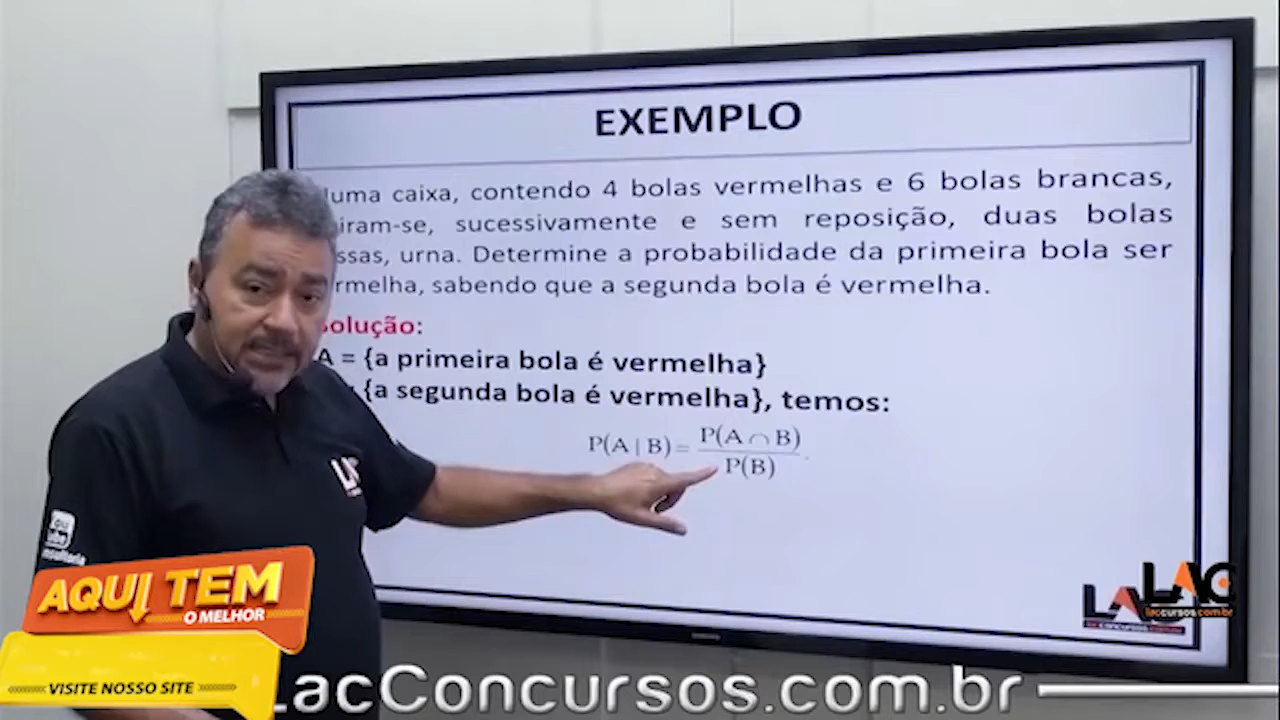 EXEMPLO
uma caixa, contendo 4 bolas vermelhas e 6 bolas brancas,
iram-se, sucessivamente e sem reposição, duas bolas
ssas, urna. Determine a probabilidade da primeira bola ser
rmelha, sabendo que a segunda bola é vermelha.
olução:
A = {a primeira bola é vermelha}
{a segunda bola é vermelha}, temos:
P(A | B) = P(A ∩ B)
P(B)
LAC
AQUI TEM
O MELHOR
VISITE NOSSO SITE
LAC
lacconcursos.com.br
LacConcursos.com.br